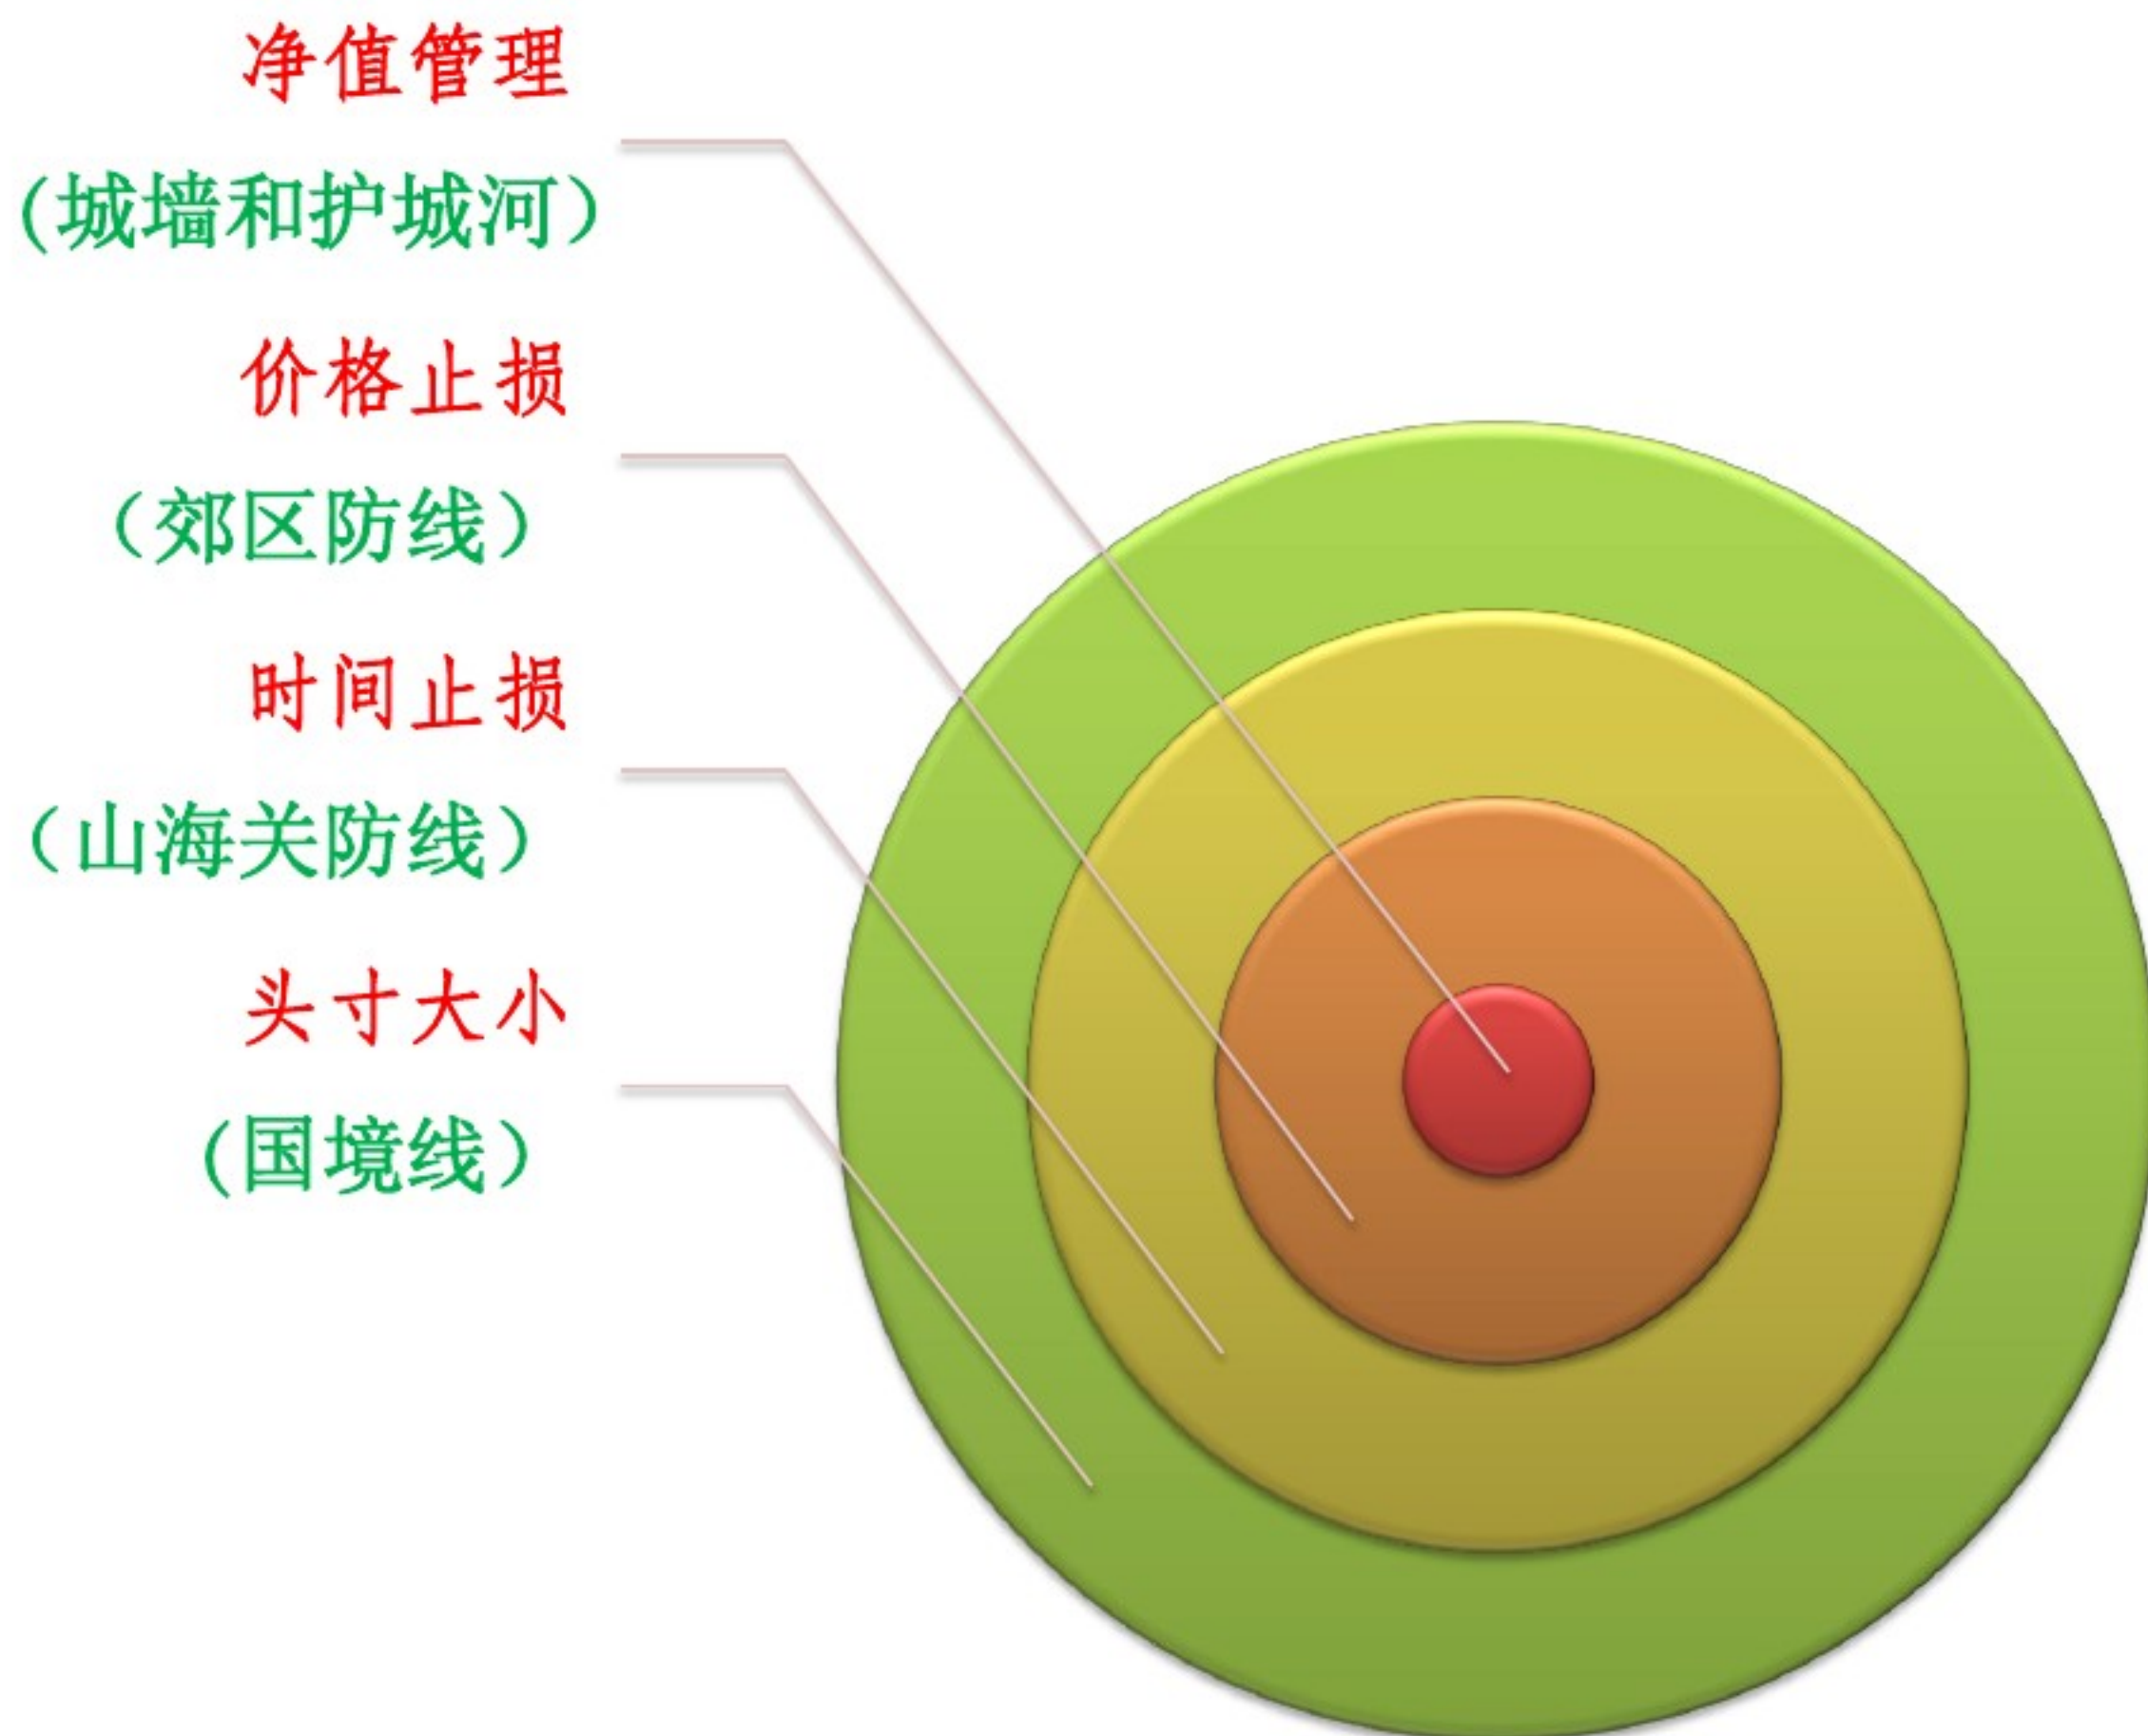 净值管理
（城墙和护城河）
价格止损
（郊区防线）
时间止损
（山海关防线）
头寸大小
（国境线）